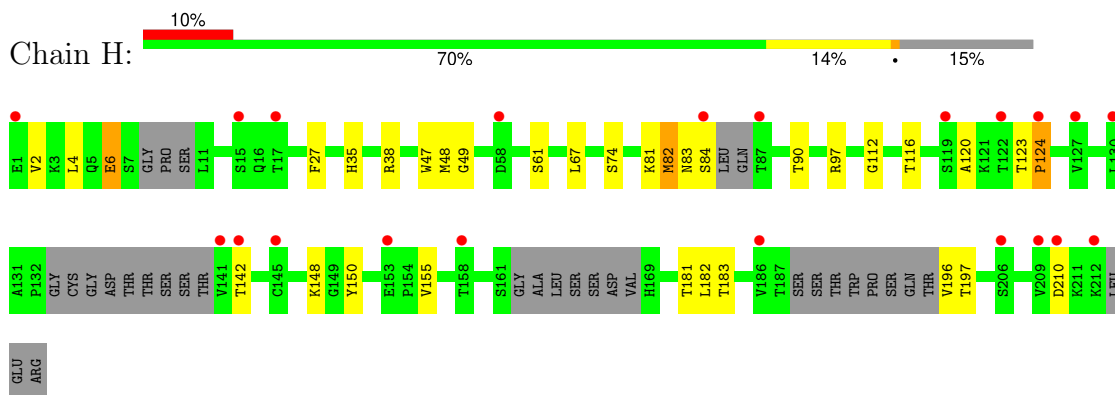 10%
Chain H:
70% 14% • 15%
E1 V2 K3 L4 Q5 E6 S7 GLY PRO SER L11 S15 Q16 T17 F27 H35 R38 W47 M48 G49 D58 S61 L67 S74 K81 M82 N83 S84 LEU GLN T87 T90 R97 G112 T116 S119 A120 K121 T122 T123 P124 V127 L130
A131 P132 GLY CYS GLY ASP THR THR SER SER THR V141 T142 C145 K148 G149 Y150 E153 P154 V155 T158 S161 GLY ALA LEU SER SER ASP VAL H169 T181 L182 T183 V186 T187 SER SER THR TRP PRO SER GLN THR V196 T197 S206 V209 D210 K211 K212 LEU
GLU ARG